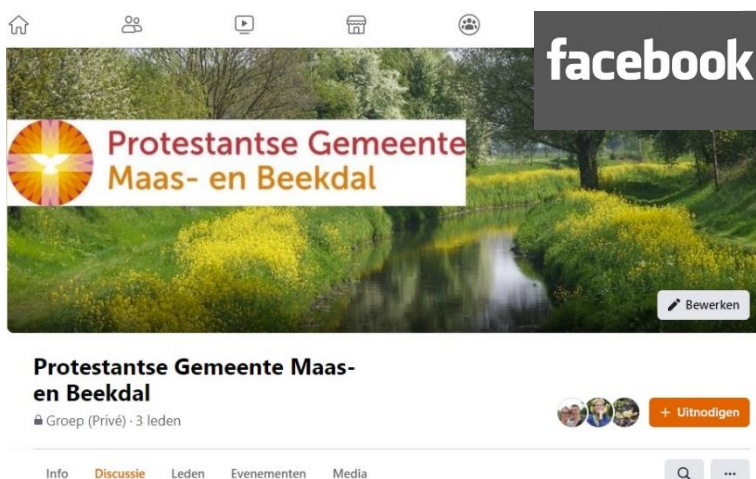 facebook
Protestantse Gemeente
Maas- en Beekdal
Bewerken
Protestantse Gemeente Maas-
en Beekdal
Groep (Privé) · 3 leden
+ Uitnodigen
Info Discussie Leden Evenementen Media
...